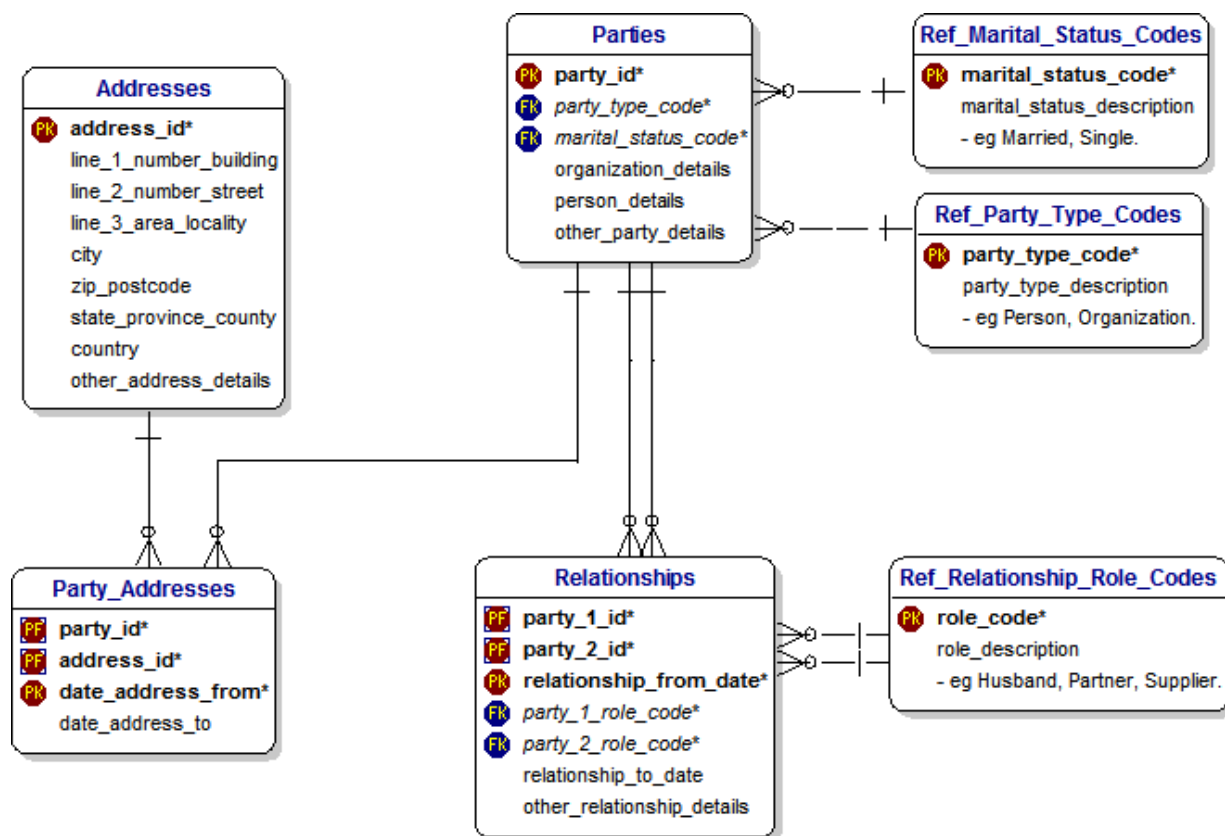 Addresses
PK address_id*
line_1_number_building
line_2_number_street
line_3_area_locality
city
zip_postcode
state_province_county
country
other_address_details
Parties
PK party_id*
FK party_type_code*
FK marital_status_code*
organization_details
person_details
other_party_details
Ref_Marital_Status_Codes
PK marital_status_code*
marital_status_description
- eg Married, Single.
Ref_Party_Type_Codes
PK party_type_code*
party_type_description
- eg Person, Organization.
Party_Addresses
PF party_id*
PF address_id*
PK date_address_from*
date_address_to
Relationships
PF party_1_id*
PF party_2_id*
PK relationship_from_date*
FK party_1_role_code*
FK party_2_role_code*
relationship_to_date
other_relationship_details
Ref_Relationship_Role_Codes
PK role_code*
role_description
- eg Husband, Partner, Supplier.